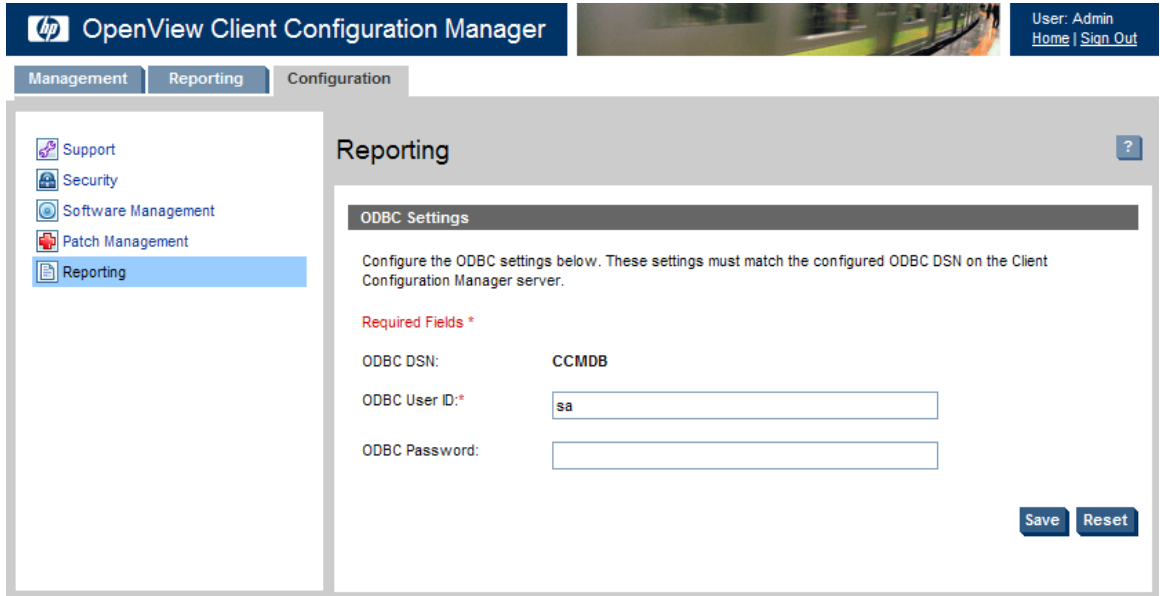 hp OpenView Client Configuration Manager
User: Admin
Home | Sign Out
Management Reporting Configuration
Support
Security
Software Management
Patch Management
Reporting
Reporting
?
ODBC Settings
Configure the ODBC settings below. These settings must match the configured ODBC DSN on the Client
Configuration Manager server.
Required Fields *
ODBC DSN: CCMDB
ODBC User ID:* sa
ODBC Password:
Save Reset